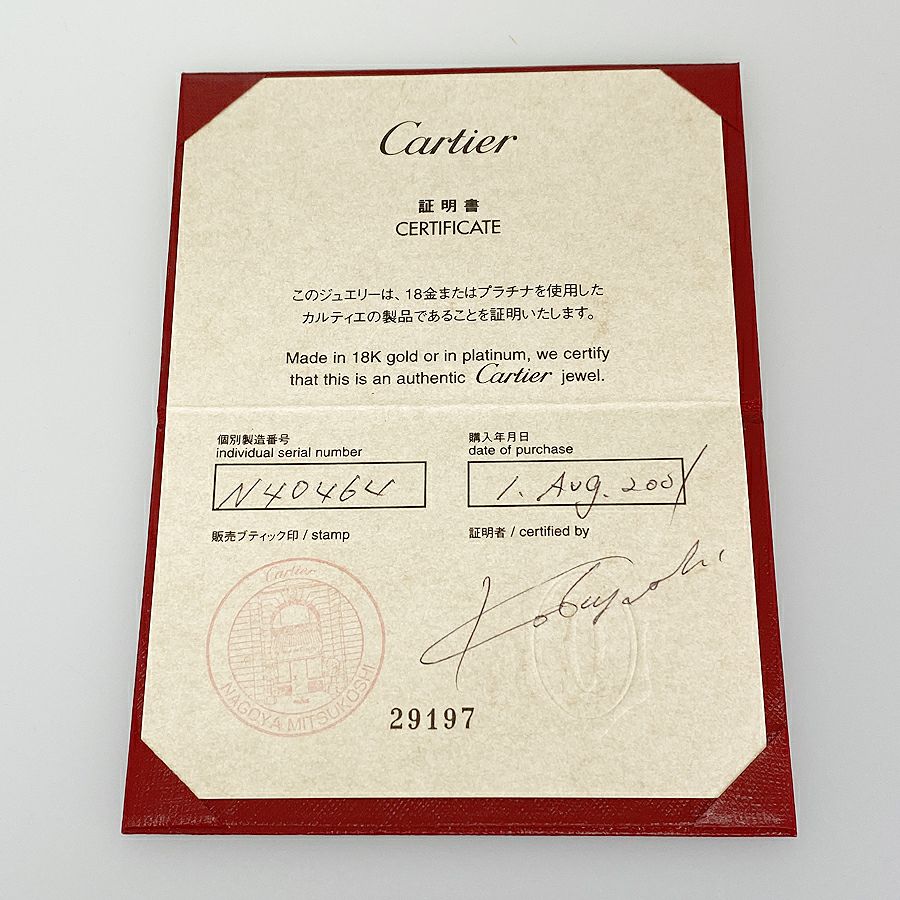 Cartier
証明書
CERTIFICATE
このジュエリーは、18金またはプラチナを使用した
カルティエの製品であることを証明いたします。
Made in 18K gold or in platinum, we certify
that this is an authentic Cartier jewel.
個別製造番号
individual serial number
N40464
購入年月日
date of purchase
1. Aug. 2001
販売ブティック印 / stamp
証明者 / certified by
Cartier
NAGOYA MITSUKOSHI
29197